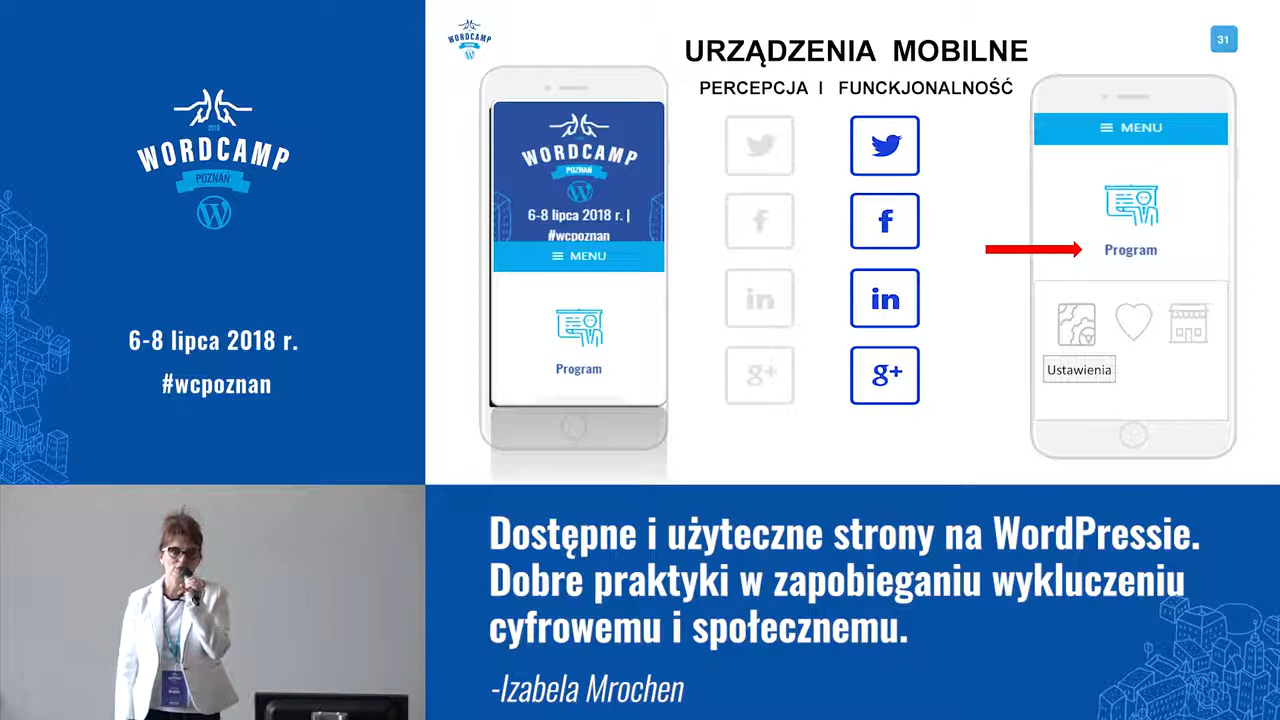 2018
WORDCAMP
POZNAŃ
6-8 lipca 2018 r.
#wcpoznan
WORDCAMP
31
URZĄDZENIA MOBILNE
PERCEPCJA I FUNCKJONALNOŚĆ
WORDCAMP
POZNAŃ
6-8 lipca 2018 r. |
#wcpoznan
MENU
Program
f
in
g+
f
in
g+
MENU
Program
Ustawienia
Dostępne i użyteczne strony na WordPressie.
Dobre praktyki w zapobieganiu wykluczeniu
cyfrowemu i społecznemu.
-Izabela Mrochen